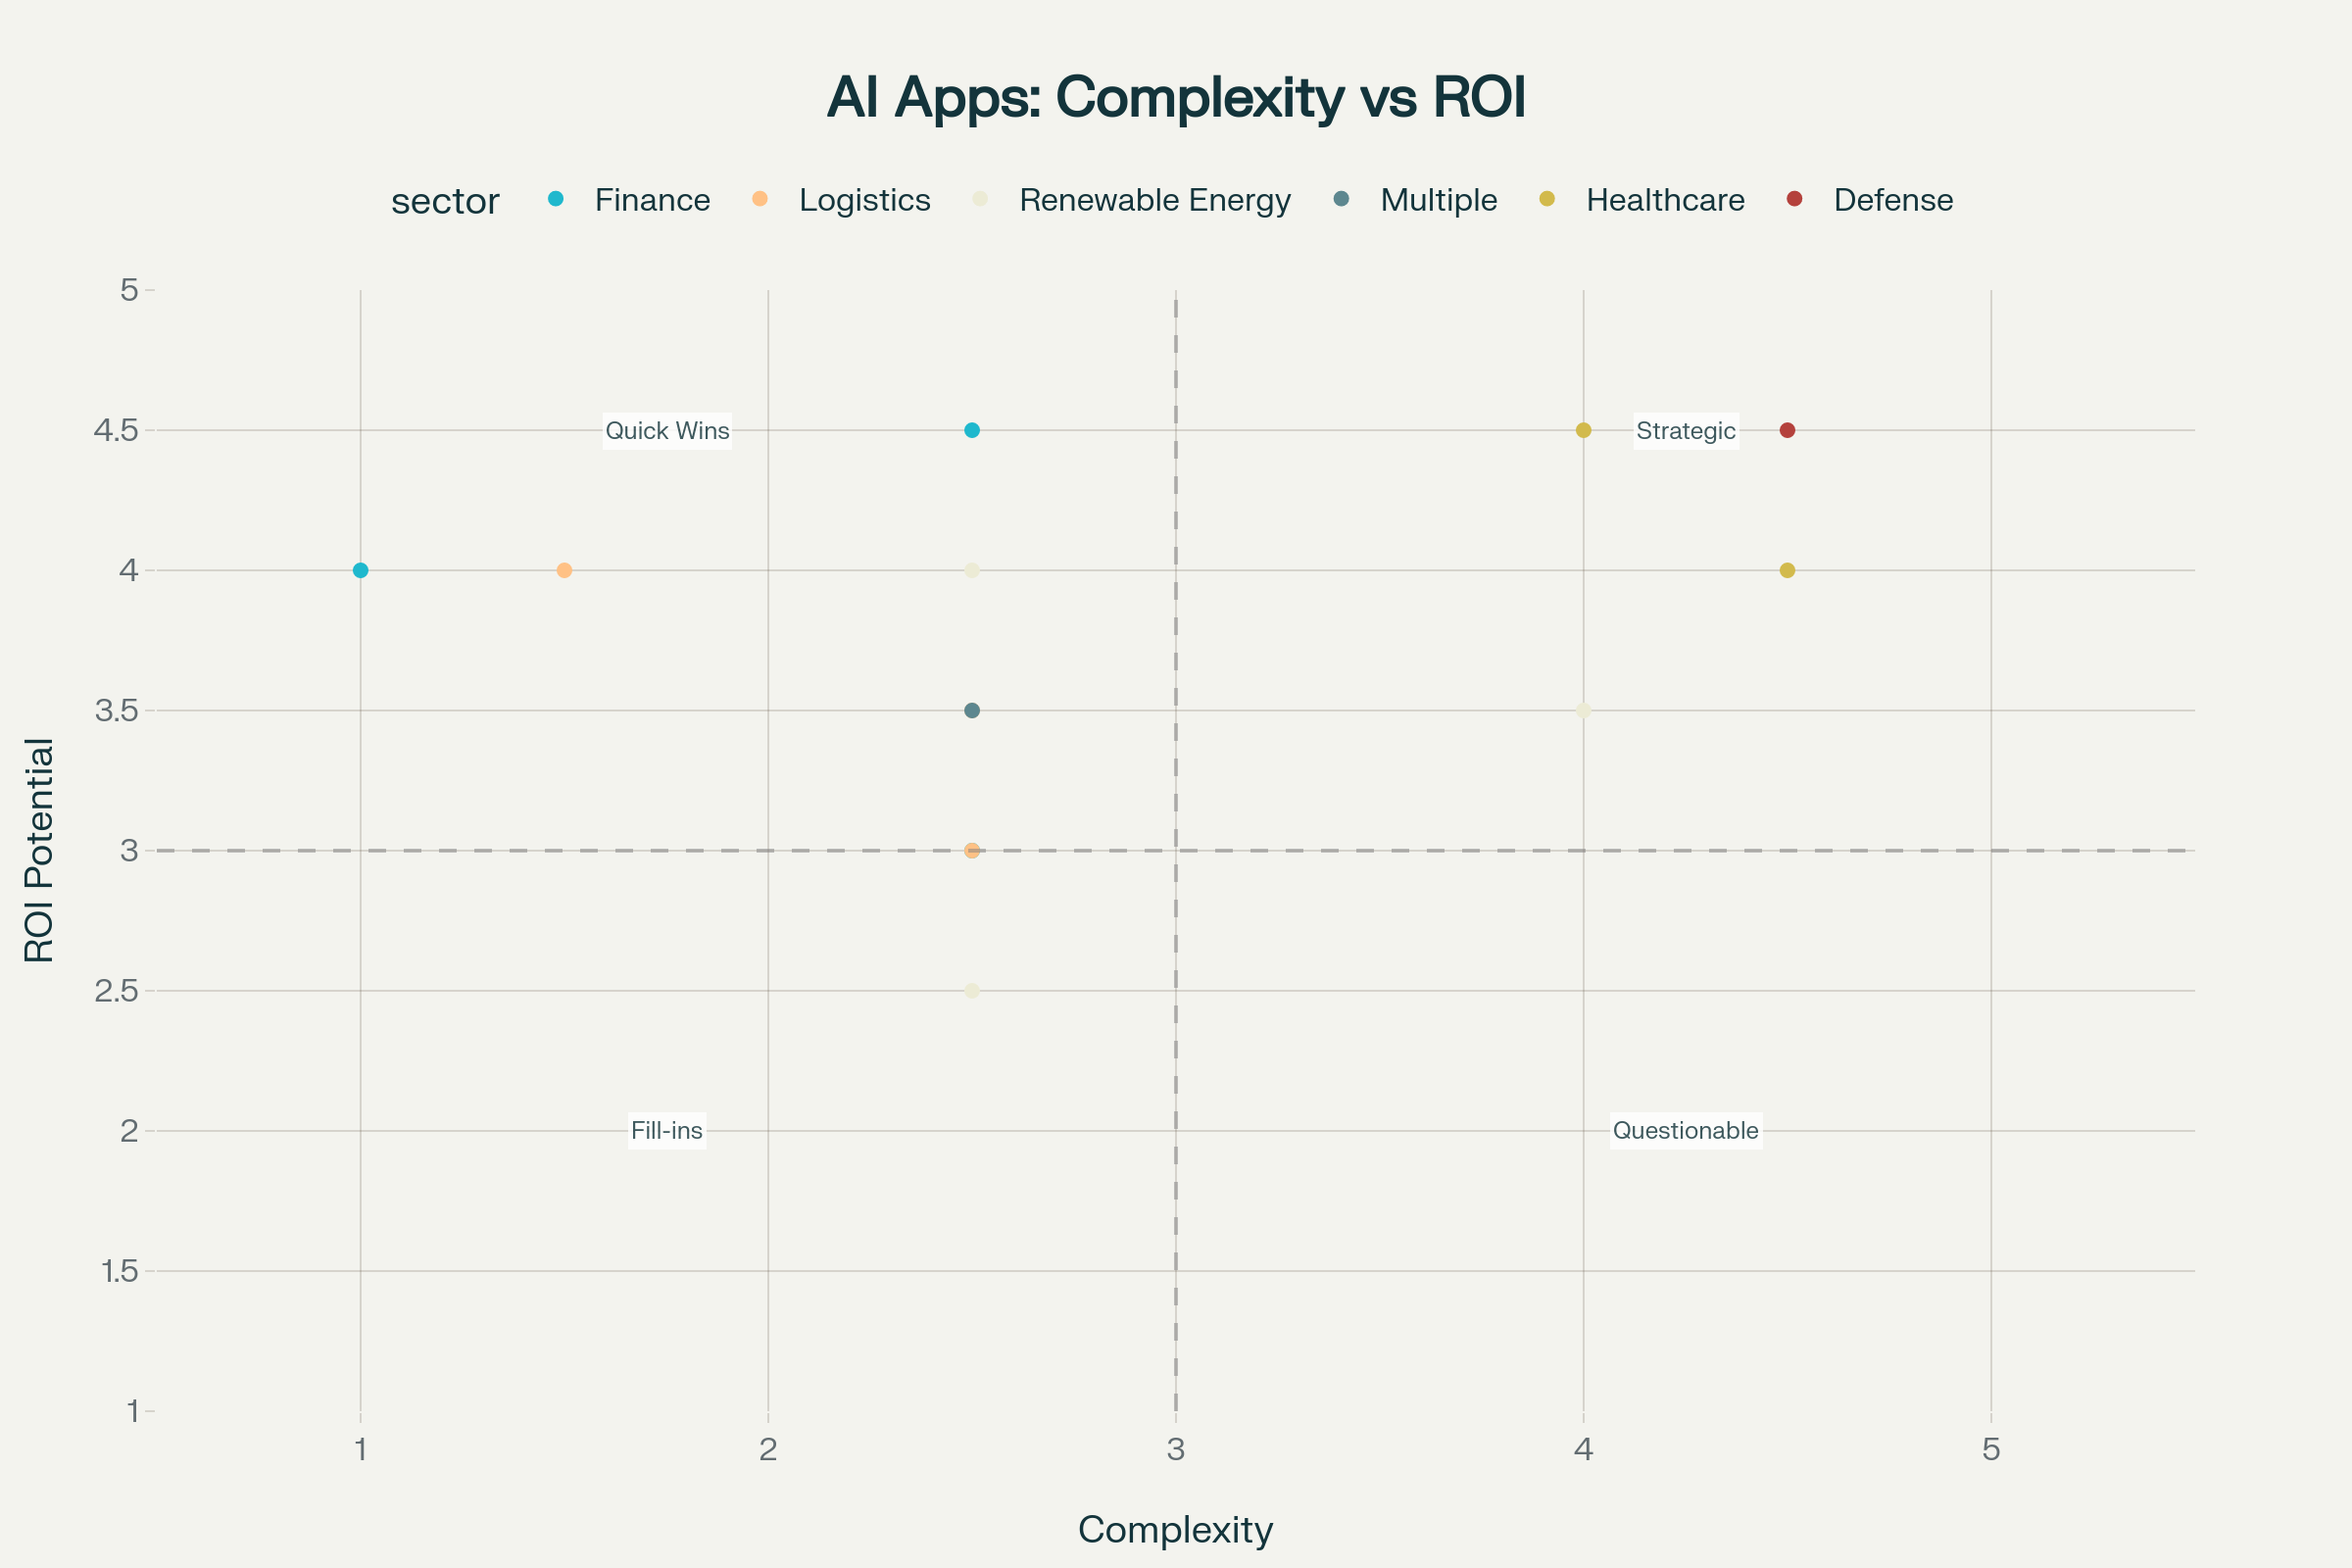 AI Apps: Complexity vs ROI
sector Finance Logistics Renewable Energy Multiple Healthcare Defense
5
4.5 Quick Wins Strategic
4
3.5
3
2.5
2 Fill-ins Questionable
1.5
1
1 2 3 4 5
ROI Potential
Complexity